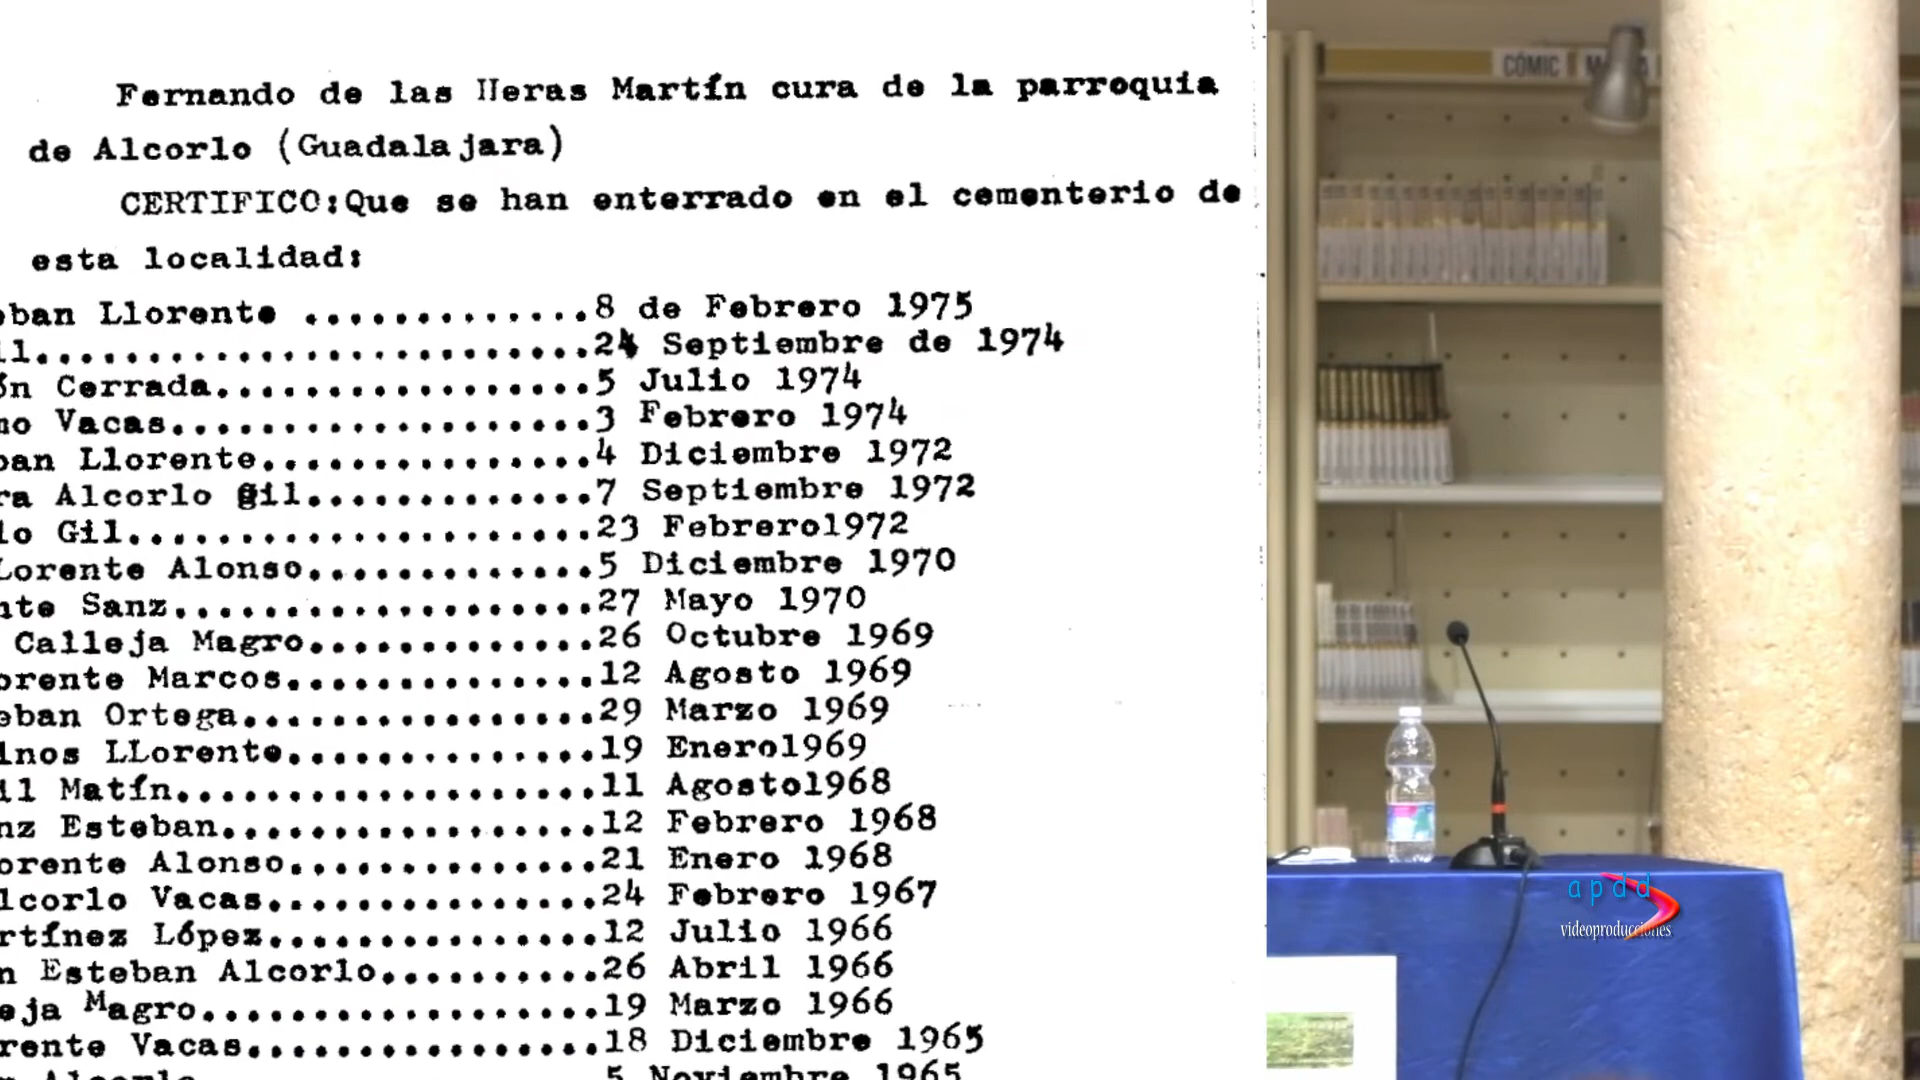 Fernando de las Heras Martín cura de la parroquia
de Alcorlo (Guadalajara)
CERTIFICO:Que se han enterrado en el cementerio de
esta localidad:
eban Llorente .............8 de Febrero 1975
il.........................24 Septiembre de 1974
ón Cerrada.................5 Julio 1974
no Vacas...................3 Febrero 1974
ban Llorente...............4 Diciembre 1972
ra Alcorlo gil.............7 Septiembre 1972
lo Gil.....................23 Febrero1972
Lorente Alonso.............5 Diciembre 1970
nte Sanz...................27 Mayo 1970
Calleja Magro.............26 Octubre 1969
orente Marcos..............12 Agosto 1969
eban Ortega................29 Marzo 1969
inos LLorente..............19 Enero1969
il Matín...................11 Agosto1968
nz Esteban.................12 Febrero 1968
orente Alonso..............21 Enero 1968
lcorlo Vacas...............24 Febrero 1967
rtínez López...............12 Julio 1966
n Esteban Alcorlo..........26 Abril 1966
eja Magro..................19 Marzo 1966
rente Vacas................18 Diciembre 1965
5 Noviembre 1965
CÓMIC
apdd
videoproducciones